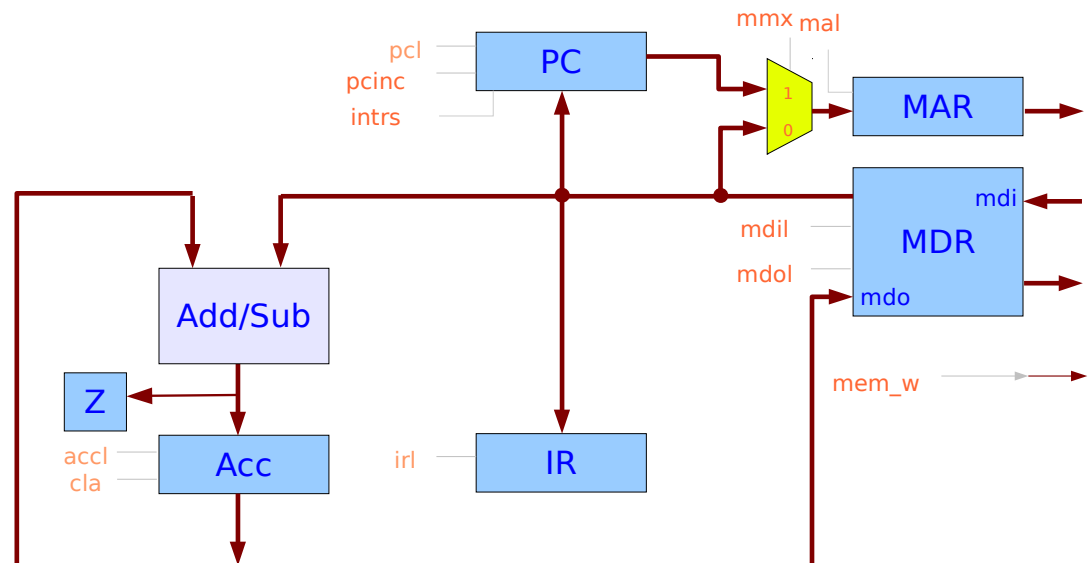 mmx
mal
pcl
PC
pcinc
1
intrs
0
MAR
mdi
mdil
MDR
mdol
mdo
Add/Sub
mem_w
Z
accl
Acc
cla
irl
IR